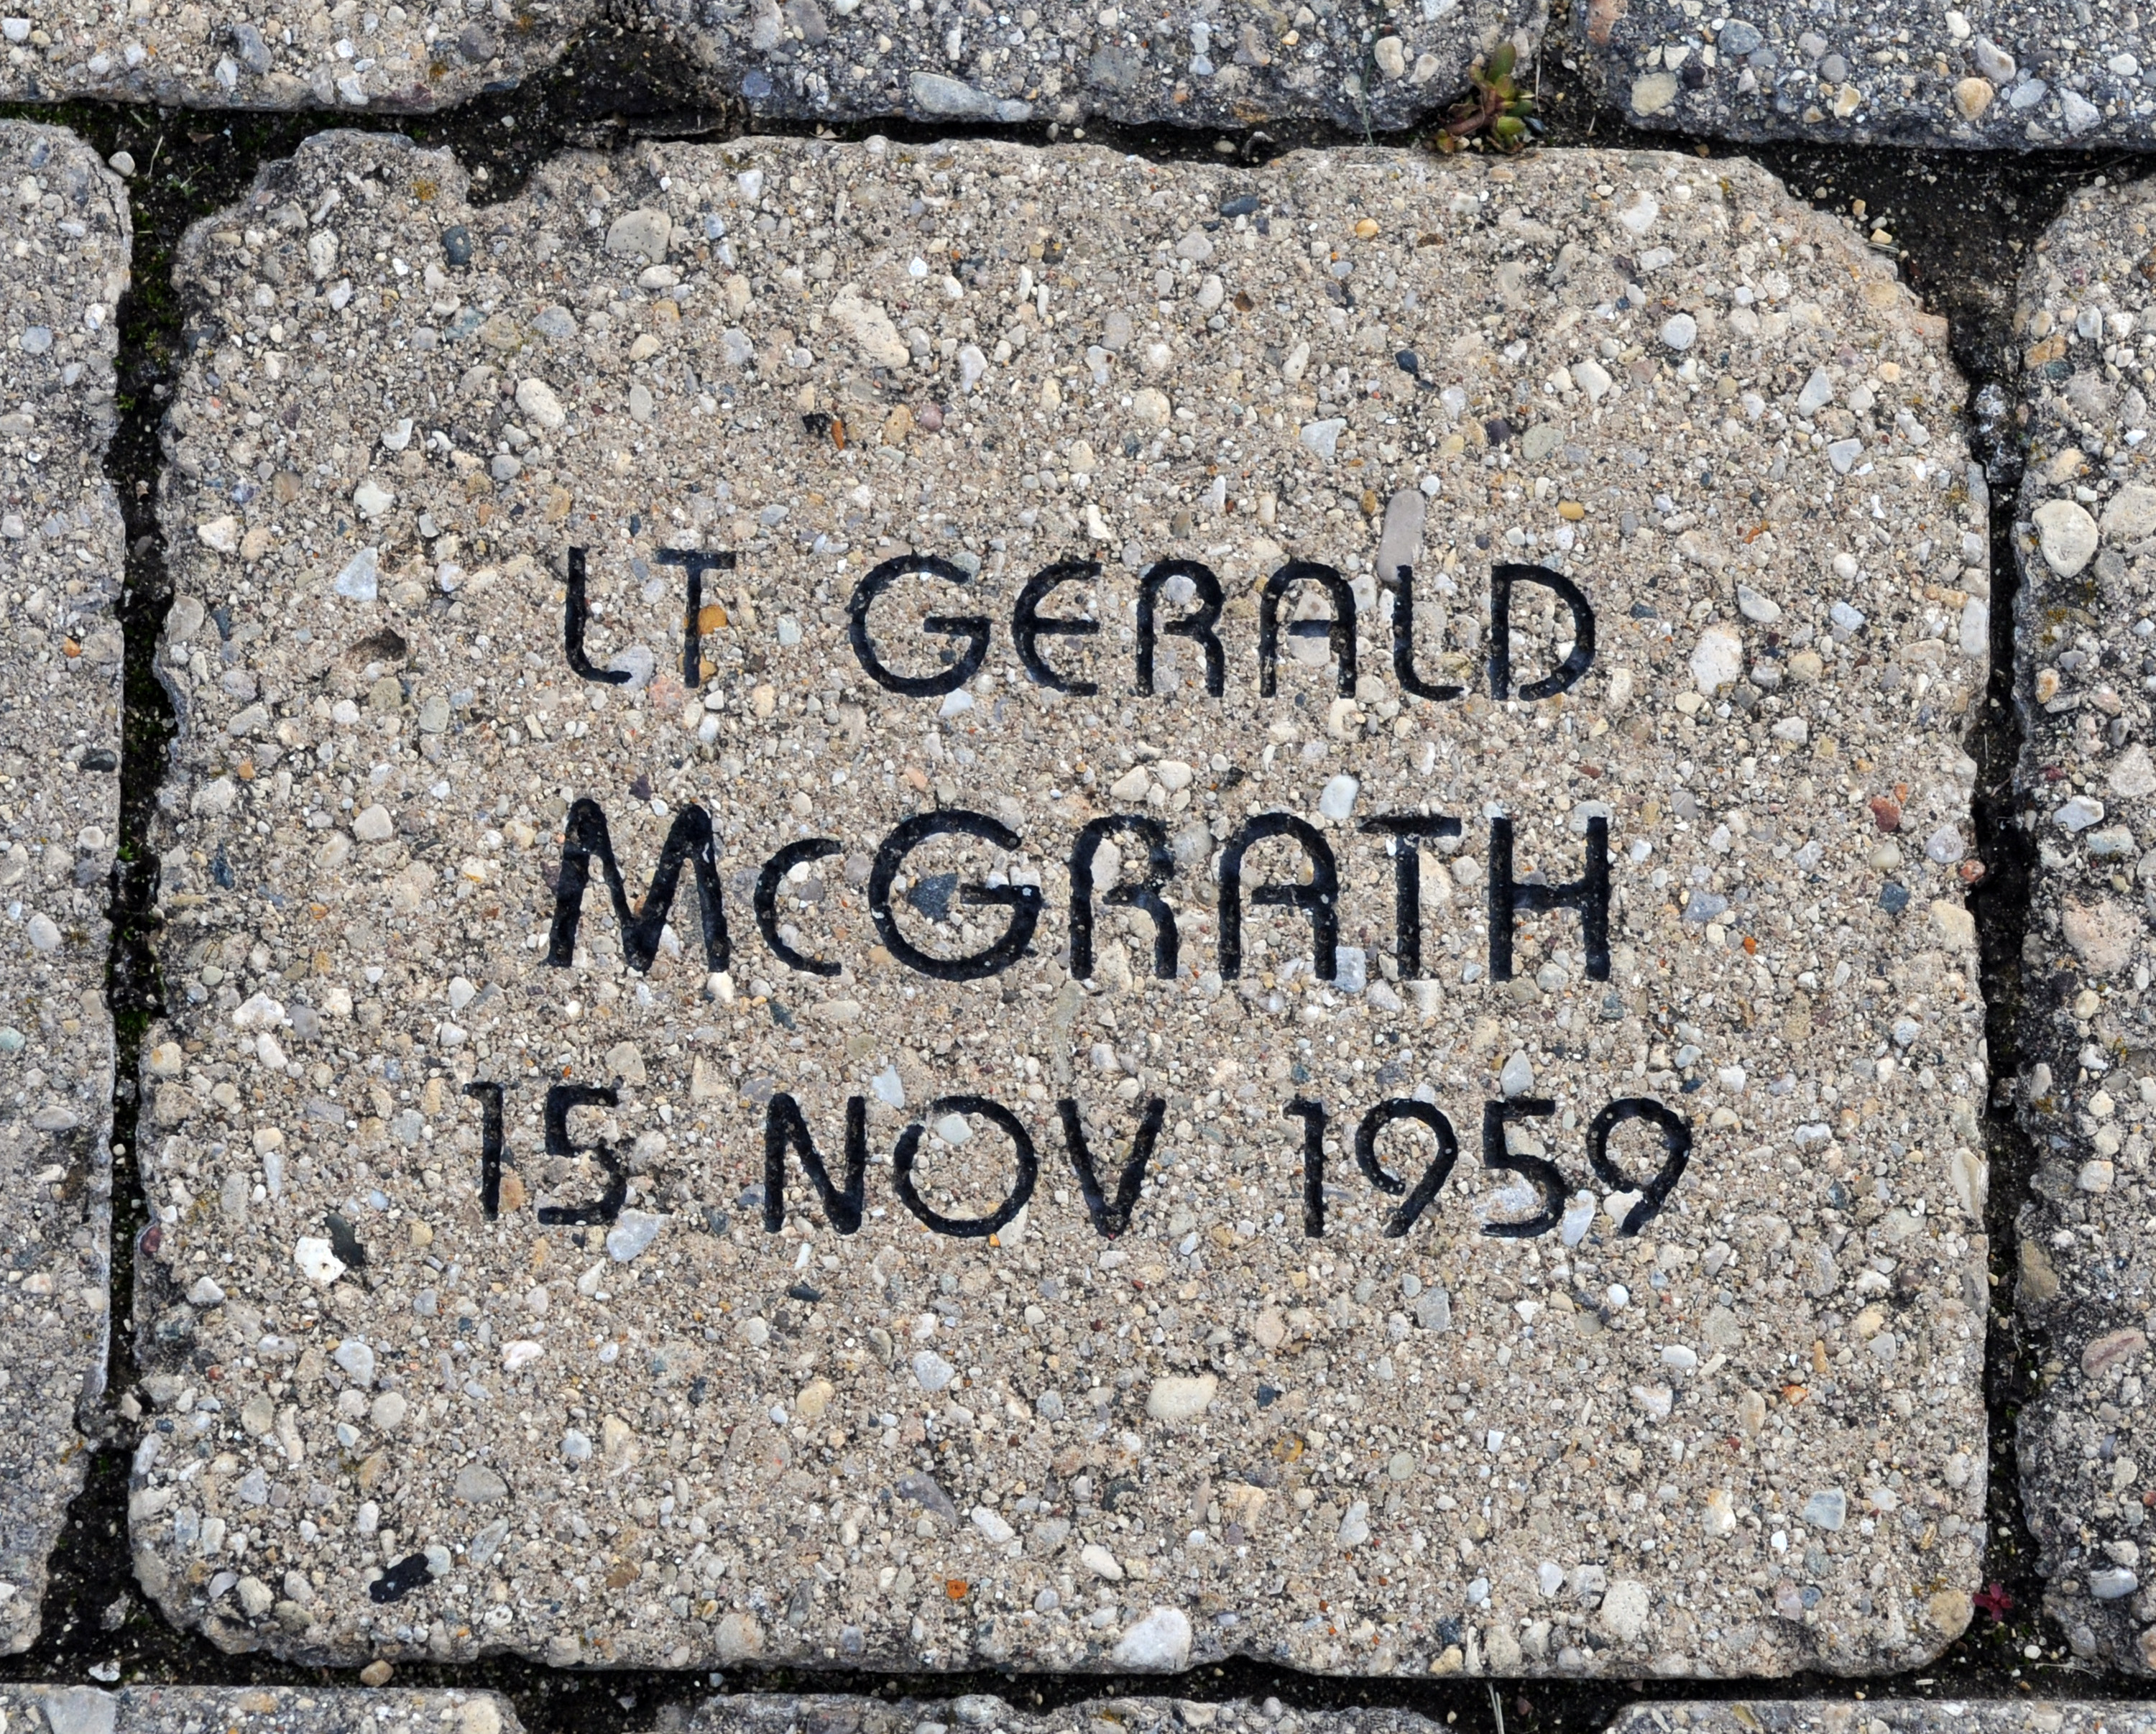 LT GERALD
McGRATH
15 NOV 1959